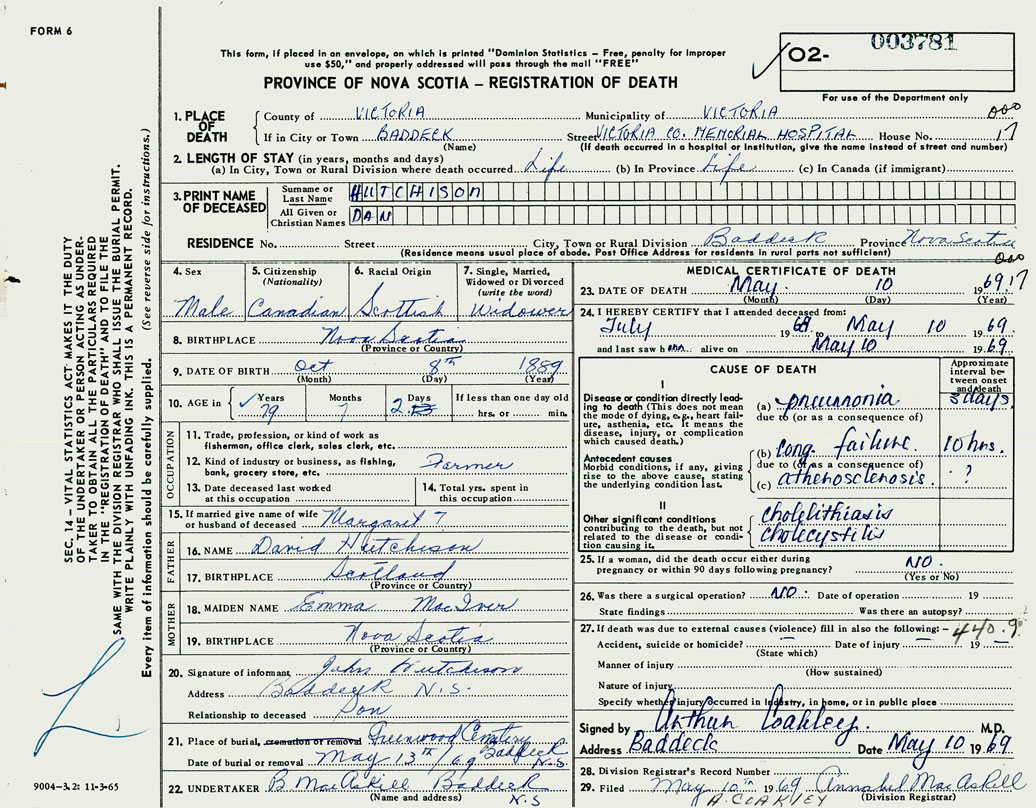 FORM 6
This form, if placed in an envelope, on which is printed "Dominion Statistics – Free, penalty for improper
use $50," and properly addressed will pass through the mail "FREE"
PROVINCE OF NOVA SCOTIA – REGISTRATION OF DEATH
O2- 003781
For use of the Department only
1. PLACE OF DEATH
County of VICTORIA Municipality of VICTORIA
If in City or Town BADDECK Street VICTORIA CO. MEMORIAL HOSPITAL House No. 17
(Name) (If death occurred in a hospital or institution, give the name instead of street and number)
2. LENGTH OF STAY (in years, months and days)
(a) In City, Town or Rural Division where death occurred Life (b) In Province Life (c) In Canada (if immigrant)
3. PRINT NAME OF DECEASED
Surname or Last Name HUTCHISON
All Given or Christian Names DAN
RESIDENCE No. Street City, Town or Rural Division Baddeck Province Nova Scotia
(Residence means usual place of abode. Post Office Address for residents in rural parts not sufficient)
4. Sex Male
5. Citizenship (Nationality) Canadian
6. Racial Origin Scottish
7. Single, Married, Widowed or Divorced (write the word) Widower
8. BIRTHPLACE Nova Scotia
(Province or Country)
9. DATE OF BIRTH Oct 8th 1889
(Month) (Day) (Year)
10. AGE in Years 79 Months 7 Days 2 If less than one day old hrs. or min.
OCCUPATION
11. Trade, profession, or kind of work as
fisherman, office clerk, sales clerk, etc.
12. Kind of industry or business, as fishing,
bank, grocery store, etc. Farmer
13. Date deceased last worked
at this occupation
14. Total yrs. spent in
this occupation
15. If married give name of wife
or husband of deceased Margaret T
FATHER
16. NAME David Hutchison
17. BIRTHPLACE Scotland
(Province or Country)
MOTHER
18. MAIDEN NAME Emma MacIver
19. BIRTHPLACE Nova Scotia
(Province or Country)
20. Signature of informant John Hutchison
Address Baddeck N.S.
Relationship to deceased Son
21. Place of burial, cremation or removal Greenwood Cemetery
Baddeck N.S.
Date of burial or removal May 13th /69
22. UNDERTAKER B MacAskill Baddeck
(Name and address) N.S
MEDICAL CERTIFICATE OF DEATH
23. DATE OF DEATH May 10 1969
(Month) (Day) (Year)
24. I HEREBY CERTIFY that I attended deceased from:
July 1968 to May 10 1969
and last saw him alive on May 10 1969
CAUSE OF DEATH
Approximate interval between onset and death
I
Disease or condition directly leading
to death (This does not mean
the mode of dying, e.g., heart failure,
asthenia, etc. It means the
disease, injury, or complication
which caused death.)
(a) pneumonia 3 days
due to (or as a consequence of)
Antecedent causes
Morbid conditions, if any, giving
rise to the above cause, stating
the underlying condition last.
(b) cong. failure 10 hrs.
due to (or as a consequence of)
(c) atherosclerosis ?
II
Other significant conditions
contributing to the death, but not
related to the disease or condition
causing it.
cholelithiasis
cholecystitis
25. If a woman, did the death occur either during
pregnancy or within 90 days following pregnancy? NO
(Yes or No)
26. Was there a surgical operation? NO Date of operation 19
State findings Was there an autopsy?
27. If death was due to external causes (violence) fill in also the following: - 440.9
Accident, suicide or homicide? Date of injury 19
(State which)
Manner of injury
(How sustained)
Nature of injury
Specify whether injury occurred in industry, in home, or in public place
Signed by Arthur Coakley M.D.
Address Baddeck Date May 10 1969
28. Division Registrar's Record Number
29. Filed May 10th 1969 Annabel MacAskill
(Division Registrar)
A. COAKLEY
SEC. 14 – VITAL STATISTICS ACT MAKES IT THE DUTY
OF THE UNDERTAKER OR PERSON ACTING AS UNDERTAKER
TO OBTAIN ALL THE PARTICULARS REQUIRED
IN THE "REGISTRATION OF DEATH" AND TO FILE THE
SAME WITH THE DIVISION REGISTRAR WHO SHALL ISSUE THE BURIAL PERMIT.
WRITE PLAINLY WITH UNFADING INK. THIS IS A PERMANENT RECORD.
Every item of information should be carefully supplied. (See reverse side for instructions.)
9004-3.2: 11-3-65